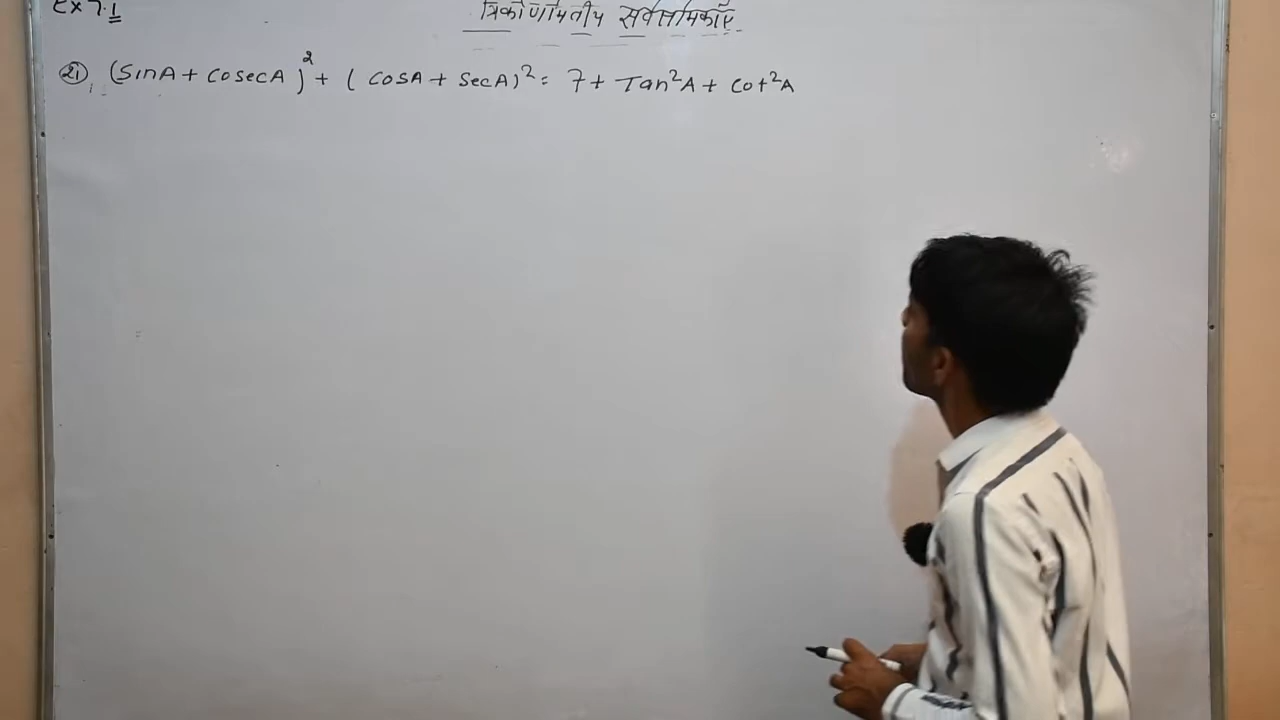 Ex 7.1
त्रिकोणमितीय सर्वसमिकाएँ
(21) (SinA + CosecA)² + (CosA + SecA)² = 7 + Tan²A + Cot²A